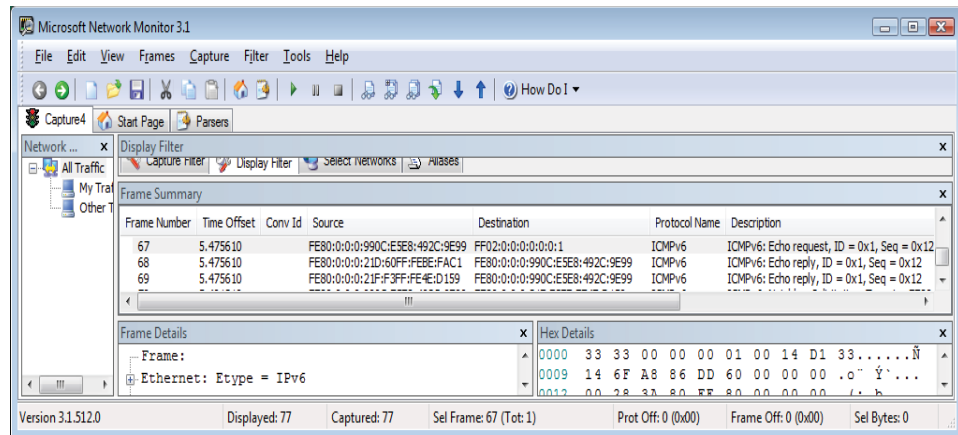 Microsoft Network Monitor 3.1
File Edit View Frames Capture Filter Tools Help
How Do I
Capture4 Start Page Parsers
Network ... x Display Filter x
All Traffic Capture Filter Display Filter Select Networks Aliases
My Traf Frame Summary x
Other T
Frame Number Time Offset Conv Id Source Destination Protocol Name Description
67 5.475610 FE80:0:0:0:990C:E5E8:492C:9E99 FF02:0:0:0:0:0:0:1 ICMPv6 ICMPv6: Echo request, ID = 0x1, Seq = 0x12
68 5.475610 FE80:0:0:0:21D:60FF:FEBE:FAC1 FE80:0:0:0:990C:E5E8:492C:9E99 ICMPv6 ICMPv6: Echo reply, ID = 0x1, Seq = 0x12
69 5.475610 FE80:0:0:0:21F:F3FF:FE4E:D159 FE80:0:0:0:990C:E5E8:492C:9E99 ICMPv6 ICMPv6: Echo reply, ID = 0x1, Seq = 0x12
Frame Details x Hex Details x
Frame: 0000 33 33 00 00 00 01 00 14 D1 33......Ñ
Ethernet: Etype = IPv6 0009 14 6F A8 86 DD 60 00 00 00 .o¨ Ý`...
Version 3.1.512.0 Displayed: 77 Captured: 77 Sel Frame: 67 (Tot: 1) Prot Off: 0 (0x00) Frame Off: 0 (0x00) Sel Bytes: 0